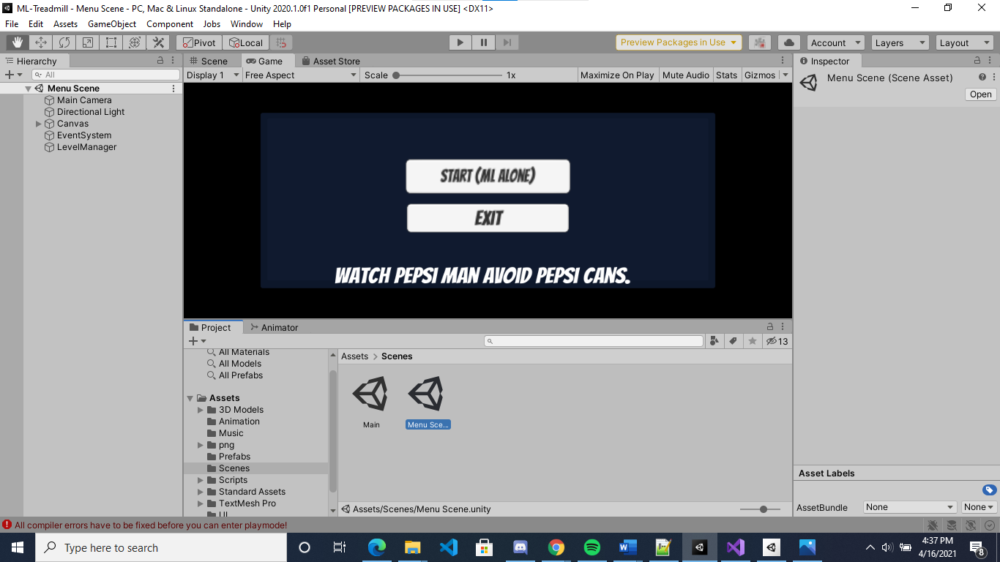 ML-Treadmill - Menu Scene - PC, Mac & Linux Standalone - Unity 2020.1.0f1 Personal [PREVIEW PACKAGES IN USE] <DX11>
File Edit Assets GameObject Component Jobs Window Help
Pivot Local Preview Packages in Use Account Layers Layout
Hierarchy
All
Menu Scene
Main Camera
Directional Light
Canvas
EventSystem
LevelManager
Scene Game Asset Store
Display 1 Free Aspect Scale 1x Maximize On Play Mute Audio Stats Gizmos
START (ML ALONE)
EXIT
WATCH PEPSI MAN AVOID PEPSI CANS.
Project Animator
13
All Materials
All Models
All Prefabs
Assets
3D Models
Animation
Music
png
Prefabs
Scenes
Scripts
Standard Assets
TextMesh Pro
UI
Assets > Scenes
Main
Menu Sce...
Assets/Scenes/Menu Scene.unity
Inspector
Menu Scene (Scene Asset)
Open
Asset Labels
AssetBundle None None
All compiler errors have to be fixed before you can enter playmode!
Type here to search
4:37 PM
4/16/2021
8